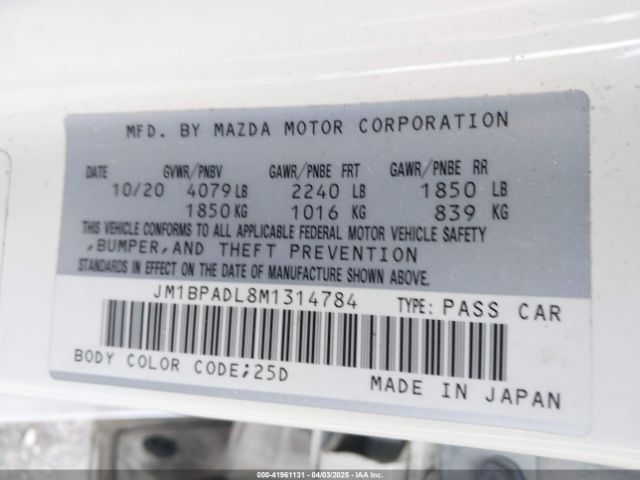 MFD. BY MAZDA MOTOR CORPORATION
DATE GVWR/PNBV GAWR/PNBE FRT GAWR/PNBE RR
10/20 4079 LB 2240 LB 1850 LB
1850 KG 1016 KG 839 KG
THIS VEHICLE CONFORMS TO ALL APPLICABLE FEDERAL MOTOR VEHICLE SAFETY
,BUMPER,AND THEFT PREVENTION
STANDARDS IN EFFECT ON THE DATE OF MANUFACTURE SHOWN ABOVE.
JM1BPADL8M1314784 TYPE: PASS CAR
BODY COLOR CODE;25D
MADE IN JAPAN
000-41961131 - 04/03/2025 - IAAI.COM